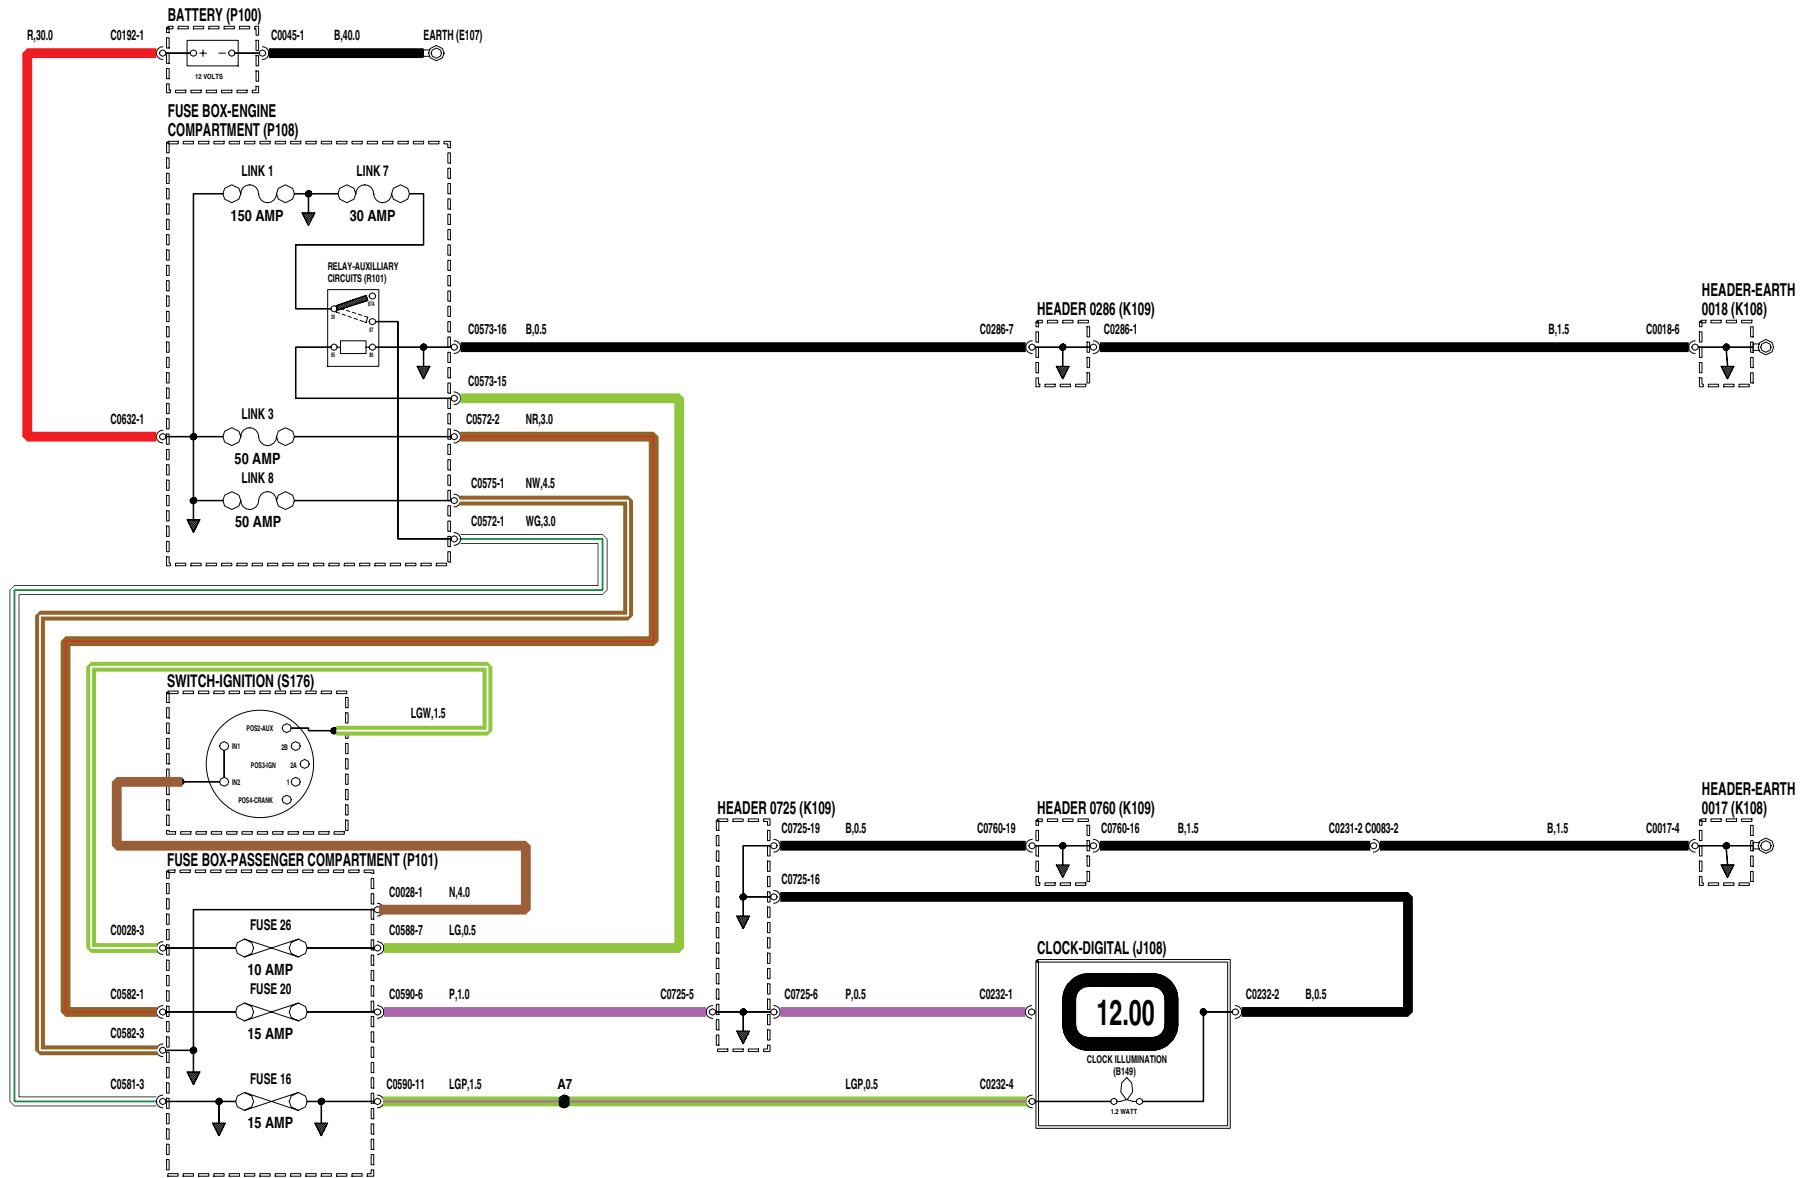 BATTERY (P100)
R,30.0
C0192-1
C0045-1
B,40.0
EARTH (E107)
+ −
12 VOLTS
FUSE BOX-ENGINE
COMPARTMENT (P108)
LINK 1
LINK 7
150 AMP
30 AMP
RELAY-AUXILLIARY
CIRCUITS (R101)
87A
30
87
85
86
C0573-16
B,0.5
C0286-7
HEADER 0286 (K109)
C0286-1
B,1.5
C0018-6
HEADER-EARTH
0018 (K108)
C0573-15
C0632-1
LINK 3
50 AMP
C0572-2
NR,3.0
LINK 8
50 AMP
C0575-1
NW,4.5
C0572-1
WG,3.0
SWITCH-IGNITION (S176)
LGW,1.5
POS2-AUX
IN1
2B
POS3-IGN
2A
IN2
1
POS4-CRANK
FUSE BOX-PASSENGER COMPARTMENT (P101)
C0028-1
N,4.0
C0028-3
FUSE 26
10 AMP
C0588-7
LG,0.5
C0582-1
FUSE 20
15 AMP
C0590-6
P,1.0
C0725-5
C0582-3
C0581-3
FUSE 16
15 AMP
C0590-11
LGP,1.5
A7
LGP,0.5
C0232-4
HEADER 0725 (K109)
C0725-19
B,0.5
C0760-19
HEADER 0760 (K109)
C0760-16
B,1.5
C0231-2 C0083-2
B,1.5
C0017-4
HEADER-EARTH
0017 (K108)
C0725-16
C0725-6
P,0.5
C0232-1
CLOCK-DIGITAL (J108)
12.00
CLOCK ILLUMINATION
(B149)
1.2 WATT
C0232-2
B,0.5